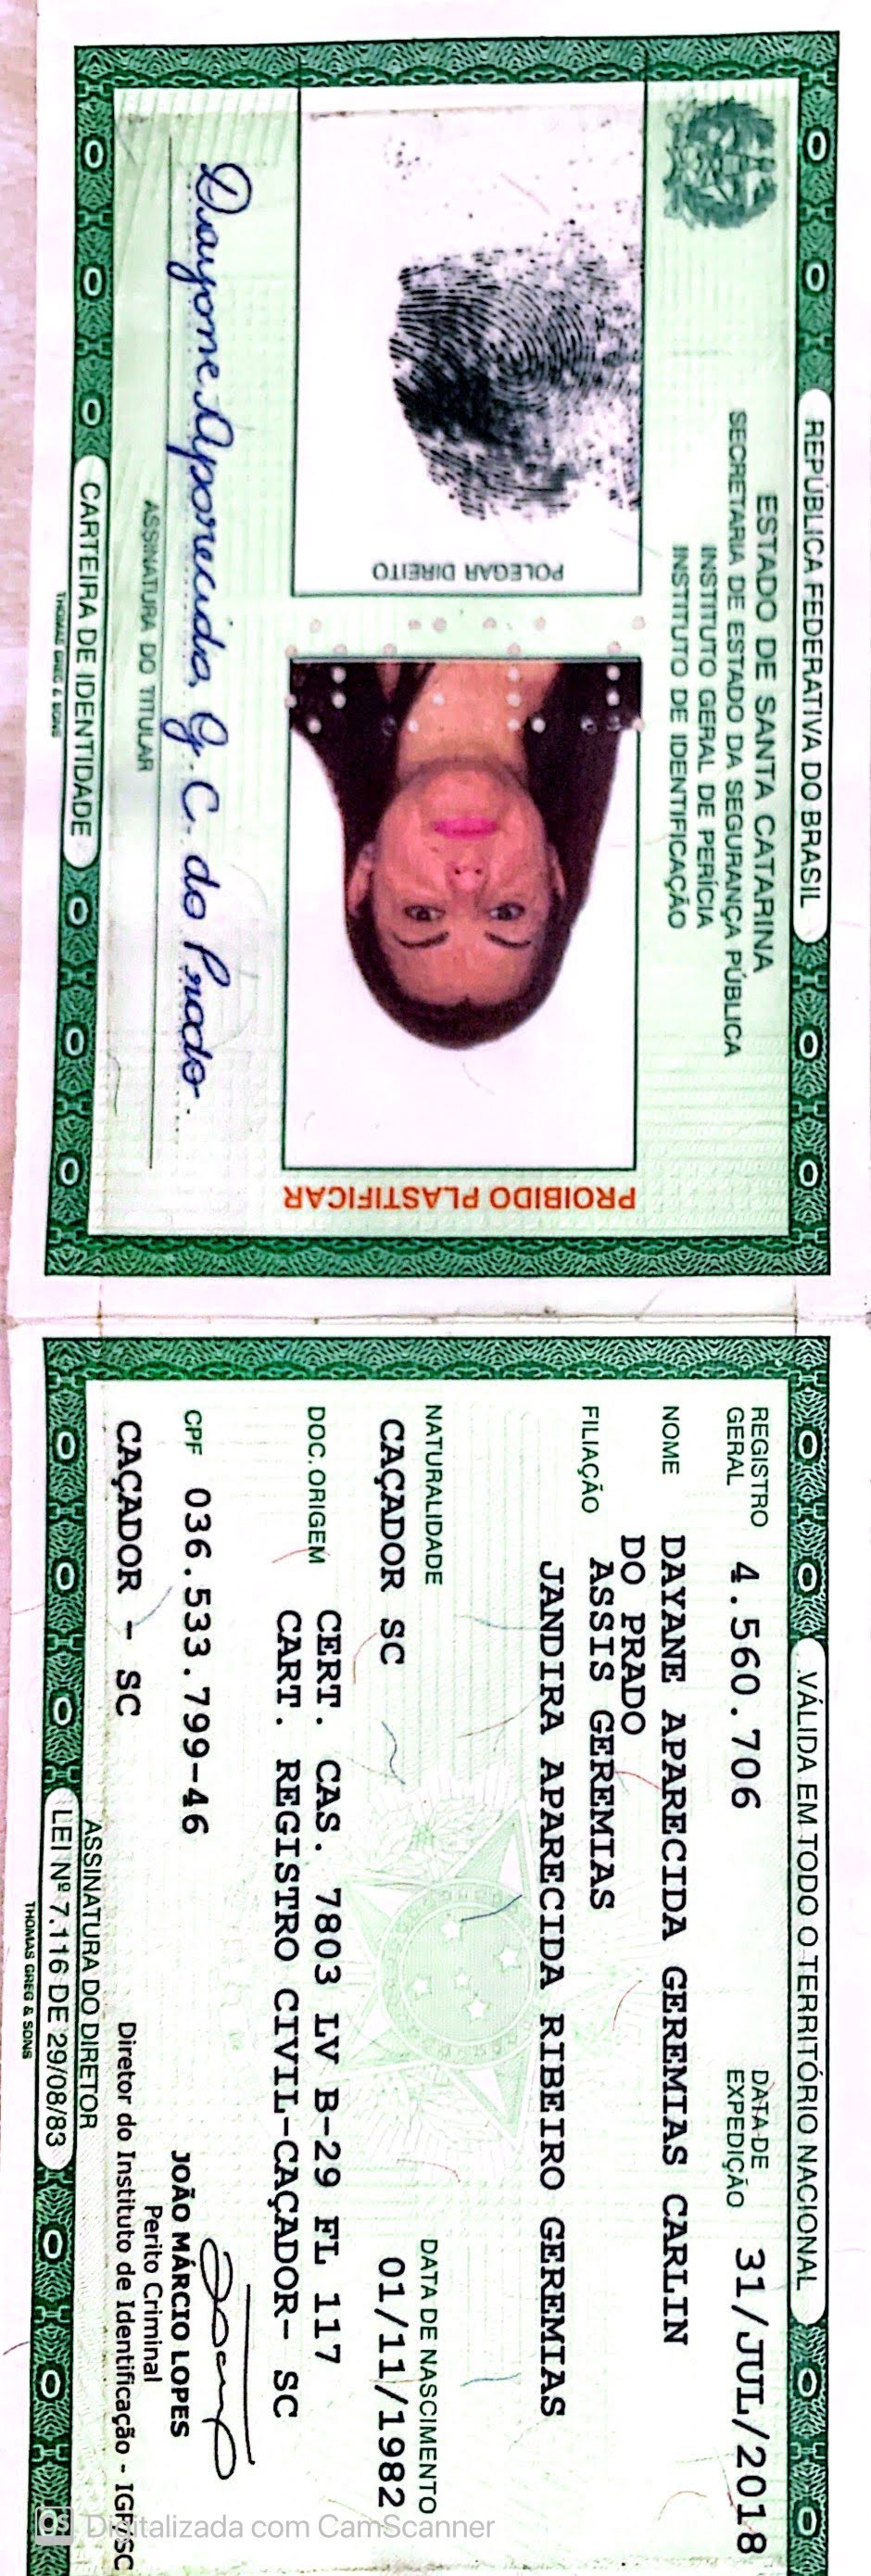 REPÚBLICA FEDERATIVA DO BRASIL
ESTADO DE SANTA CATARINA
SECRETARIA DE ESTADO DA SEGURANÇA PÚBLICA
INSTITUTO GERAL DE PERÍCIA
INSTITUTO DE IDENTIFICAÇÃO
POLEGAR DIREITO
PROIBIDO PLASTIFICAR
Dayane Aparecida G. C. do Prado
ASSINATURA DO TITULAR
CARTEIRA DE IDENTIDADE
THOMAS GREG & SONS
VÁLIDA EM TODO O TERRITÓRIO NACIONAL
REGISTRO GERAL 4.560.706 DATA DE EXPEDIÇÃO 31/JUL/2018
NOME DAYANE APARECIDA GEREMIAS CARLIN
DO PRADO
FILIAÇÃO ASSIS GEREMIAS
JANDIRA APARECIDA RIBEIRO GEREMIAS
NATURALIDADE DATA DE NASCIMENTO
CAÇADOR SC 01/11/1982
DOC. ORIGEM CERT. CAS. 7803 LV B-29 FL 117
CART. REGISTRO CIVIL-CAÇADOR- SC
CPF 036.533.799-46
CAÇADOR - SC
JOÃO MÁRCIO LOPES
Perito Criminal
Diretor do Instituto de Identificação - IGP/SC
ASSINATURA DO DIRETOR
LEI Nº 7.116 DE 29/08/83
THOMAS GREG & SONS
CS Digitalizada com CamScanner